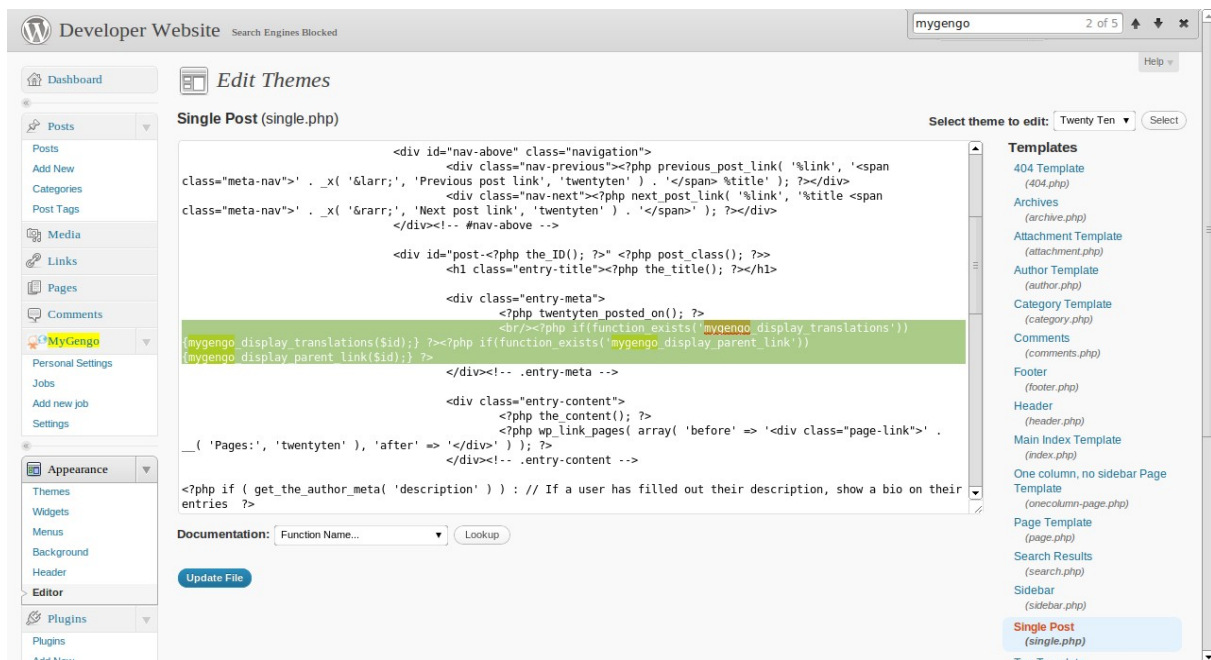 Developer Website Search Engines Blocked
mygengo 2 of 5
Help
Dashboard
Posts
Posts
Add New
Categories
Post Tags
Media
Links
Pages
Comments
MyGengo
Personal Settings
Jobs
Add new job
Settings
Appearance
Themes
Widgets
Menus
Background
Header
Editor
Plugins
Plugins
Edit Themes
Single Post (single.php)
Select theme to edit: Twenty Ten Select
<div id="nav-above" class="navigation">
<div class="nav-previous"><?php previous_post_link( '%link', '<span
class="meta-nav">' . _x( '&larr;', 'Previous post link', 'twentyten' ) . '</span> %title' ); ?></div>
<div class="nav-next"><?php next_post_link( '%link', '%title <span
class="meta-nav">' . _x( '&rarr;', 'Next post link', 'twentyten' ) . '</span>' ); ?></div>
</div><!-- #nav-above -->
<div id="post-<?php the_ID(); ?>" <?php post_class(); ?>>
<h1 class="entry-title"><?php the_title(); ?></h1>
<div class="entry-meta">
<?php twentyten_posted_on(); ?>
<br/><?php if(function_exists('mygengo_display_translations'))
{mygengo_display_translations($id);} ?><?php if(function_exists('mygengo_display_parent_link'))
{mygengo_display_parent_link($id);} ?>
</div><!-- .entry-meta -->
<div class="entry-content">
<?php the_content(); ?>
<?php wp_link_pages( array( 'before' => '<div class="page-link">' .
__( 'Pages:', 'twentyten' ), 'after' => '</div>' ) ); ?>
</div><!-- .entry-content -->
<?php if ( get_the_author_meta( 'description' ) ) : // If a user has filled out their description, show a bio on their
entries ?>
Documentation: Function Name... Lookup
Update File
Templates
404 Template
(404.php)
Archives
(archive.php)
Attachment Template
(attachment.php)
Author Template
(author.php)
Category Template
(category.php)
Comments
(comments.php)
Footer
(footer.php)
Header
(header.php)
Main Index Template
(index.php)
One column, no sidebar Page
Template
(onecolumn-page.php)
Page Template
(page.php)
Search Results
(search.php)
Sidebar
(sidebar.php)
Single Post
(single.php)